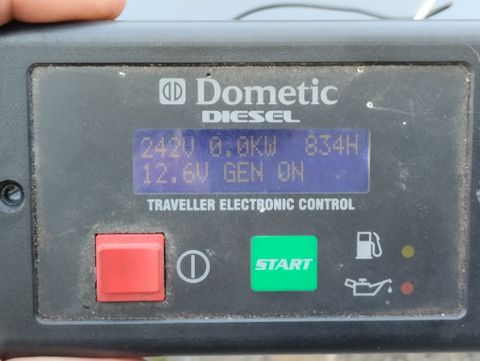 Dometic
DIESEL
242V 0.0KW 834H
12.6V GEN ON
TRAVELLER ELECTRONIC CONTROL
START